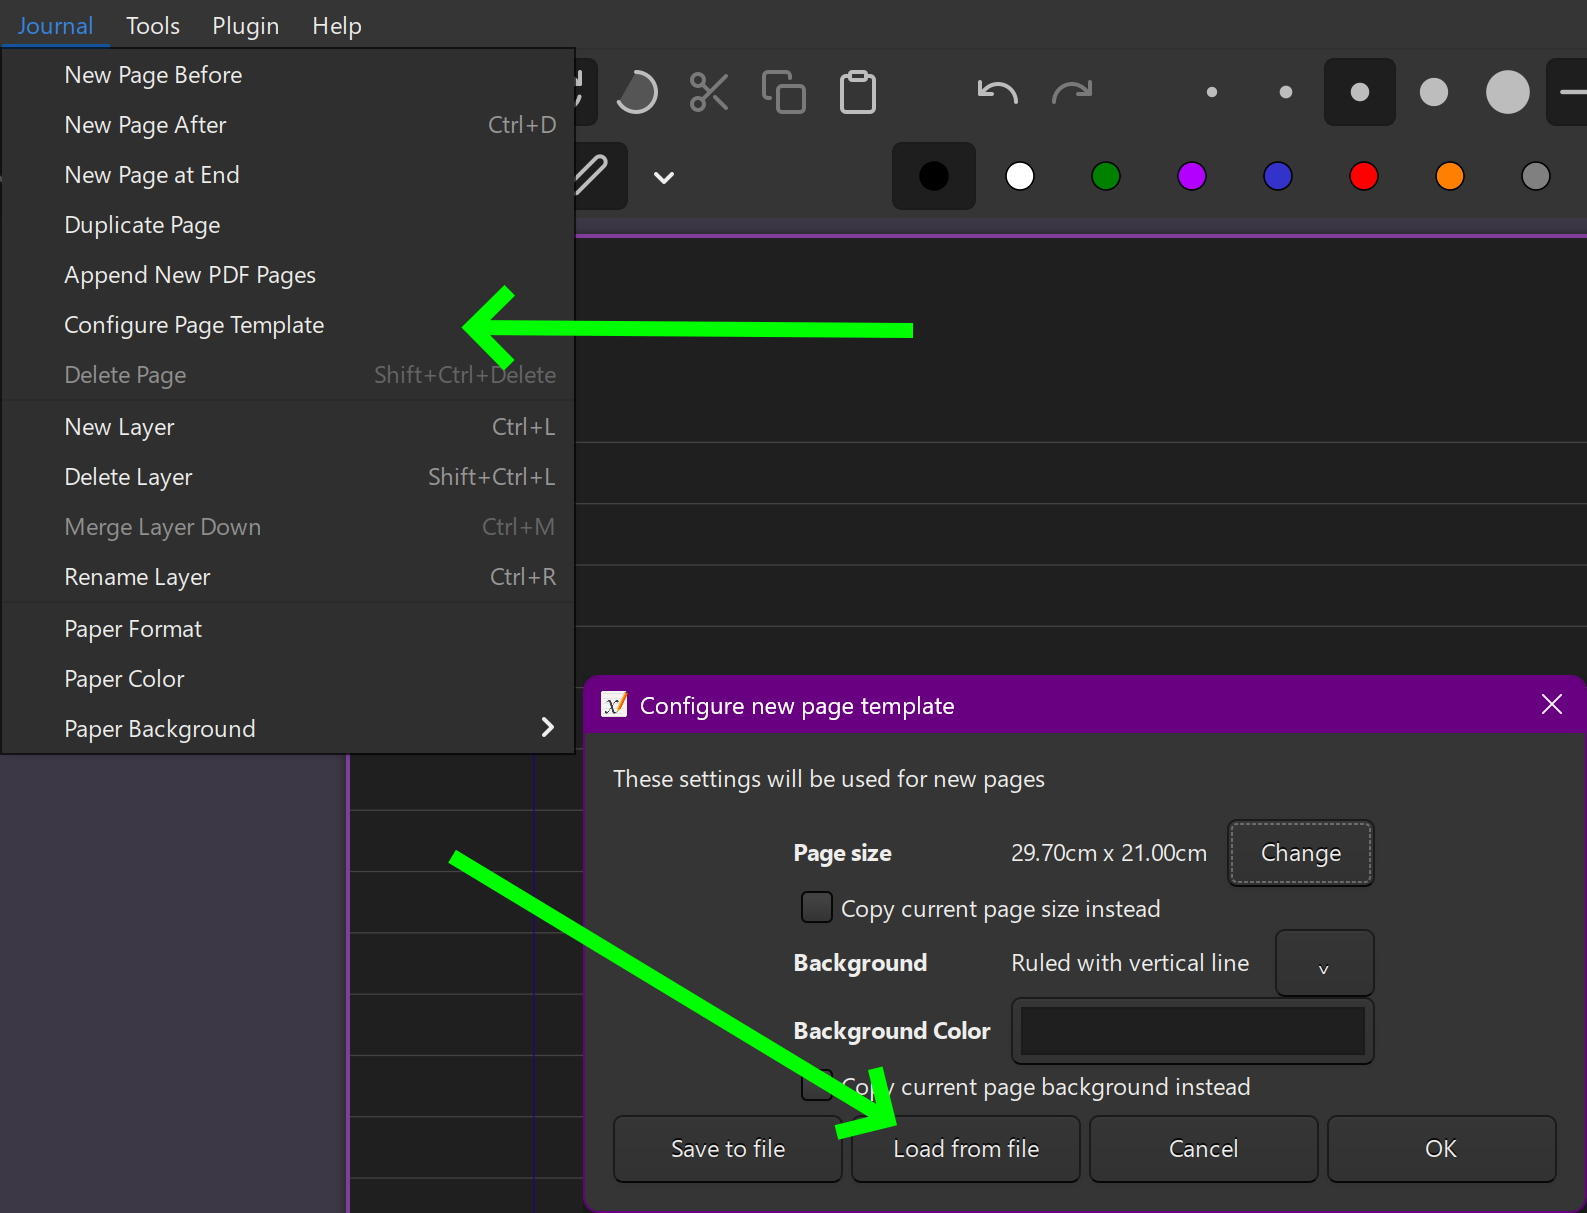 Journal Tools Plugin Help
New Page Before
New Page After Ctrl+D
New Page at End
Duplicate Page
Append New PDF Pages
Configure Page Template
Delete Page Shift+Ctrl+Delete
New Layer Ctrl+L
Delete Layer Shift+Ctrl+L
Merge Layer Down Ctrl+M
Rename Layer Ctrl+R
Paper Format
Paper Color
Paper Background
Configure new page template
These settings will be used for new pages
Page size 29.70cm x 21.00cm Change
Copy current page size instead
Background Ruled with vertical line
Background Color
Copy current page background instead
Save to file Load from file Cancel OK